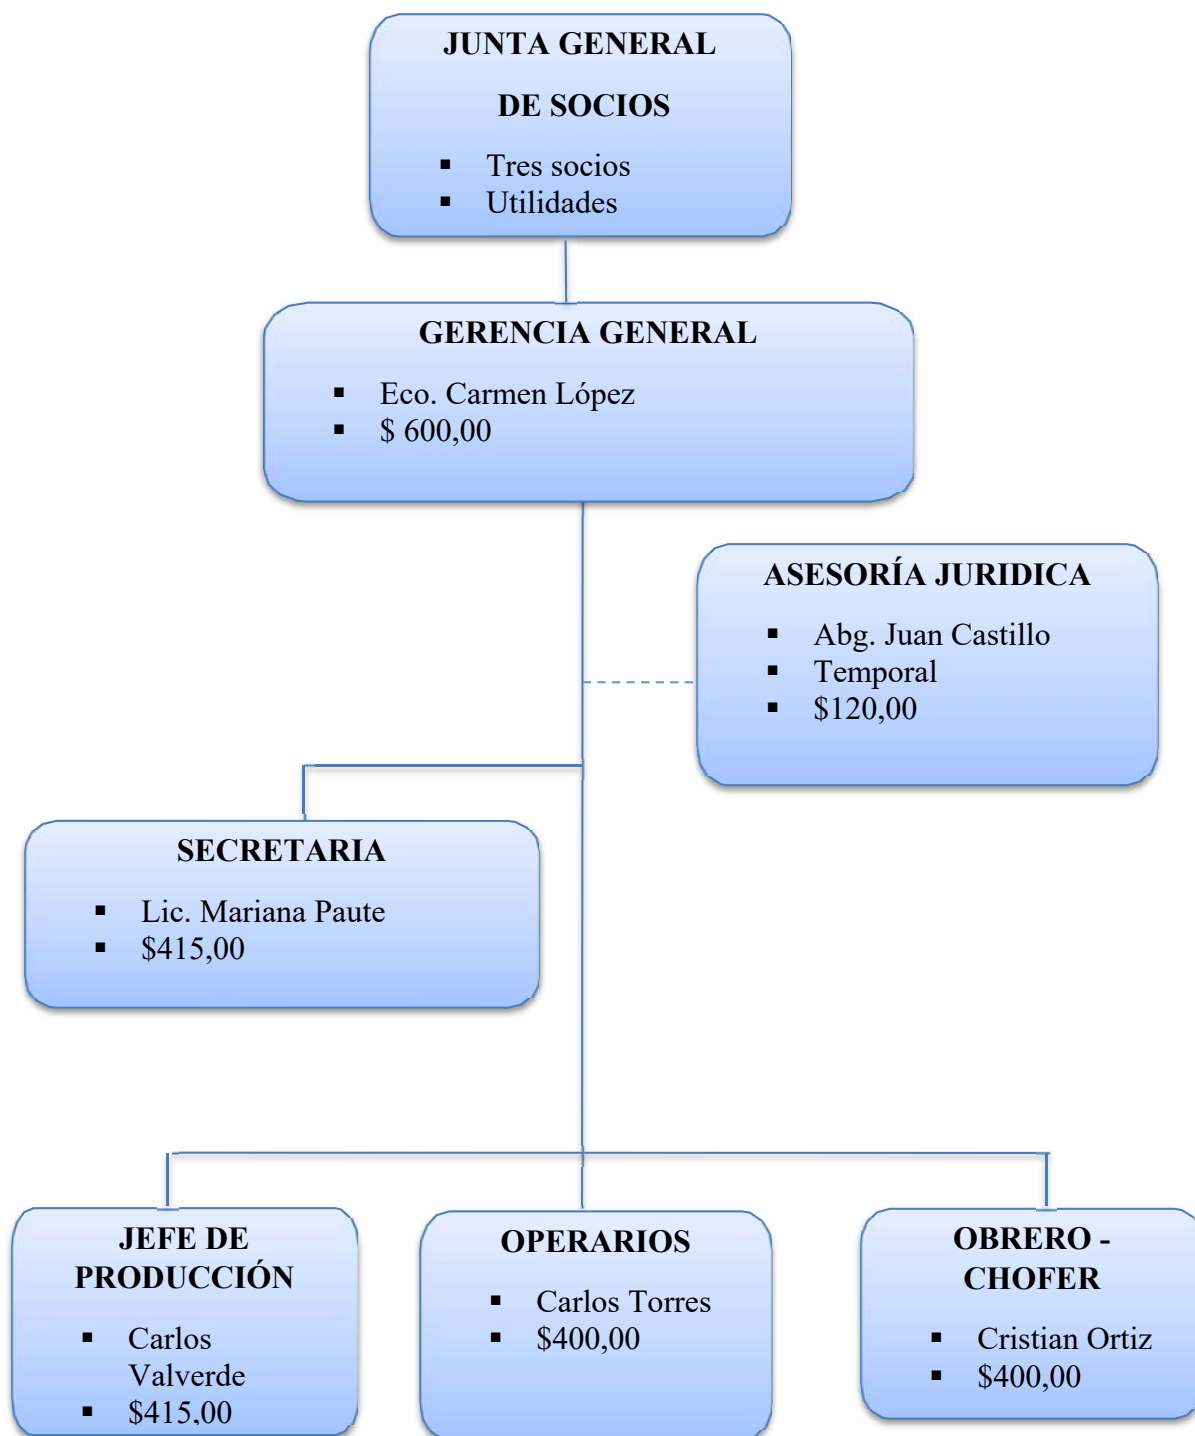 JUNTA GENERAL
DE SOCIOS
▪ Tres socios
▪ Utilidades
GERENCIA GENERAL
▪ Eco. Carmen López
▪ $ 600,00
ASESORÍA JURIDICA
▪ Abg. Juan Castillo
▪ Temporal
▪ $120,00
SECRETARIA
▪ Lic. Mariana Paute
▪ $415,00
JEFE DE
PRODUCCIÓN
▪ Carlos
Valverde
▪ $415,00
OPERARIOS
▪ Carlos Torres
▪ $400,00
OBRERO -
CHOFER
▪ Cristian Ortiz
▪ $400,00